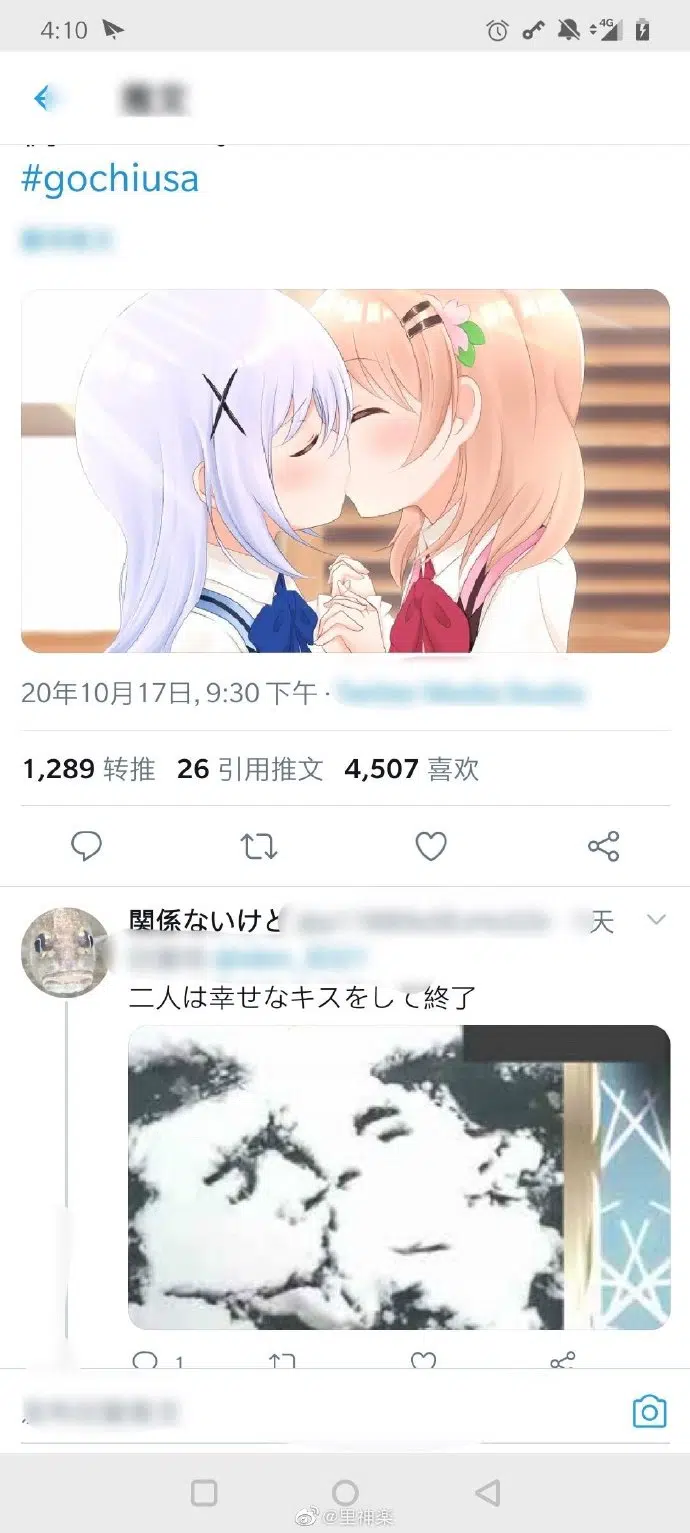 4:10
4G
#gochiusa
20年10月17日, 9:30 下午 ·
1,289 转推 26 引用推文 4,507 喜欢
関係ないけど
天
二人は幸せなキスをして終了
1
@里神楽